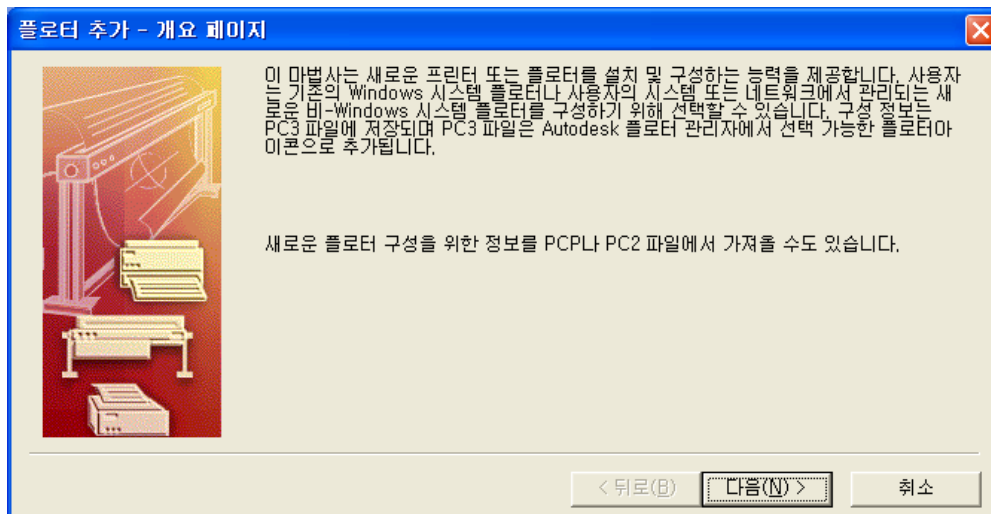 플로터 추가 - 개요 페이지
이 마법사는 새로운 프린터 또는 플로터를 설치 및 구성하는 능력을 제공합니다. 사용자
는 기존의 Windows 시스템 플로터나 사용자의 시스템 또는 네트워크에서 관리되는 새
로운 비-Windows 시스템 플로터를 구성하기 위해 선택할 수 있습니다. 구성 정보는
PC3 파일에 저장되며 PC3 파일은 Autodesk 플로터 관리자에서 선택 가능한 플로터아
이콘으로 추가됩니다.
새로운 플로터 구성을 위한 정보를 PCP나 PC2 파일에서 가져올 수도 있습니다.
< 뒤로(B) 다음(N) > 취소